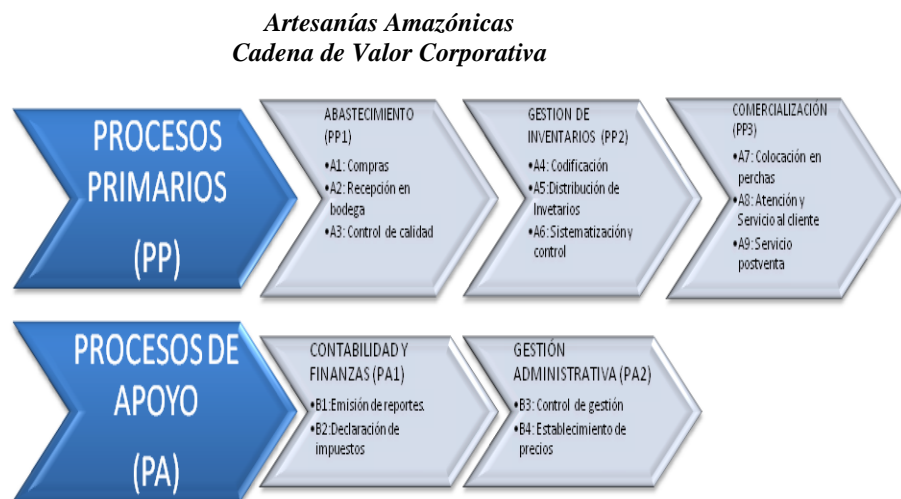 Artesanías Amazónicas
Cadena de Valor Corporativa
PROCESOS
PRIMARIOS
(PP)
ABASTECIMIENTO
(PP1)
•A1: Compras
•A2: Recepción en
bodega
•A3: Control de calidad
GESTION DE
INVENTARIOS (PP2)
•A4: Codificación
•A5:Distribución de
Invetarios
•A6: Sistematización y
control
COMERCIALIZACIÓN
(PP3)
•A7: Colocación en
perchas
•A8: Atención y
Servicio al cliente
•A9: Servicio
postventa
PROCESOS DE
APOYO
(PA)
CONTABILIDAD Y
FINANZAS (PA1)
•B1:Emisión de reportes.
•B2:Declaración de
impuestos
GESTIÓN
ADMINISTRATIVA (PA2)
•B3: Control de gestión
•B4: Establecimiento de
precios